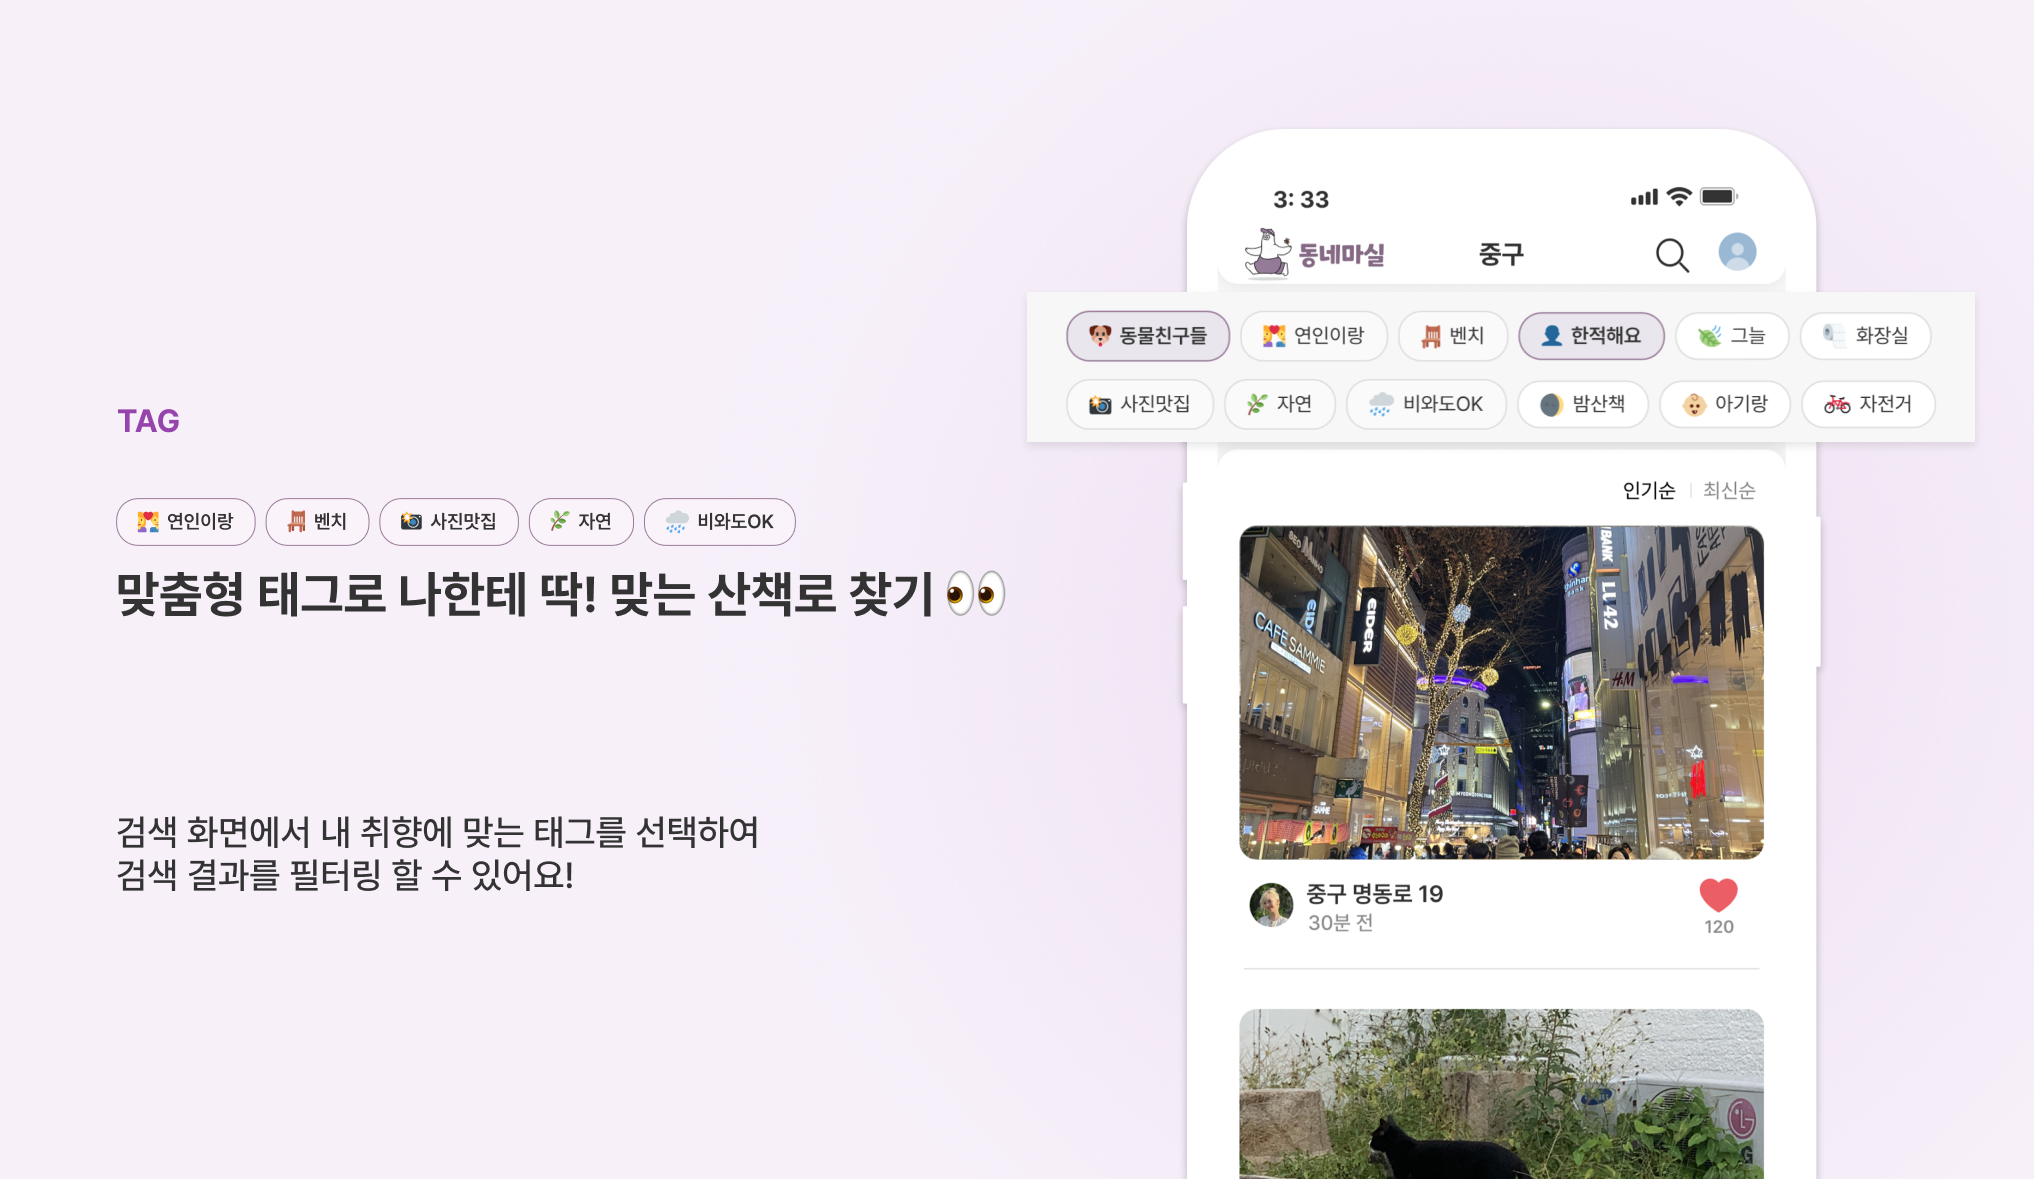 TAG
연인이랑 벤치 사진맛집 자연 비와도OK
맞춤형 태그로 나한테 딱! 맞는 산책로 찾기
검색 화면에서 내 취향에 맞는 태그를 선택하여
검색 결과를 필터링 할 수 있어요!
3: 33
동네마실 중구
동물친구들 연인이랑 벤치 한적해요 그늘 화장실
사진맛집 자연 비와도OK 밤산책 아기랑 자전거
인기순 최신순
CAFE SAMMIE
EIDER
LL42
H&M
중구 명동로 19
30분 전
120
LG